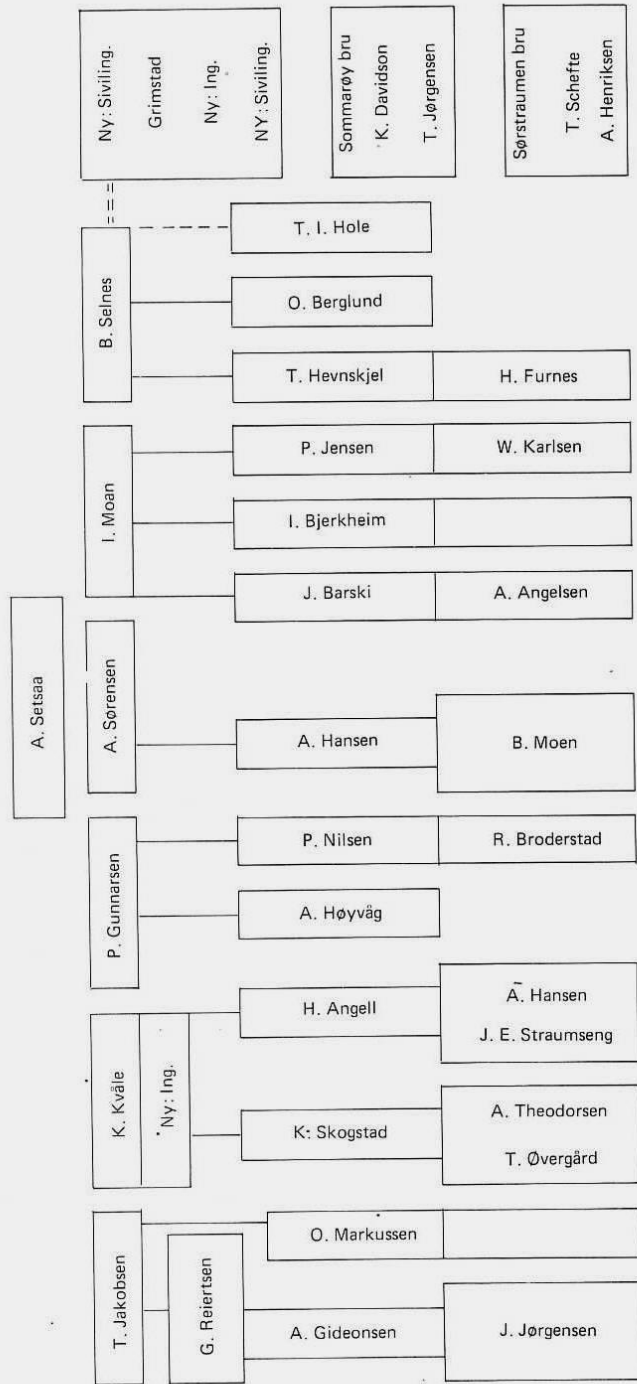 A. Setsaa
T. Jakobsen
G. Reiertsen
A. Gideonsen
J. Jørgensen
O. Markussen
K. Kvåle
Ny: Ing.
K: Skogstad
A. Theodorsen
T. Øvergård
H. Angell
A. Hansen
J. E. Straumseng
P. Gunnarsen
A. Høyvåg
P. Nilsen
R. Broderstad
A. Sørensen
A. Hansen
B. Moen
I. Moan
J. Barski
A. Angelsen
I. Bjerkheim
P. Jensen
W. Karlsen
B. Selnes
T. Hevnskjel
H. Furnes
O. Berglund
T. I. Hole
Ny: Siviling.
Grimstad
Ny: Ing.
NY: Siviling.
Sommarøy bru
K. Davidson
T. Jørgensen
Sørstraumen bru
T. Schefte
A. Henriksen